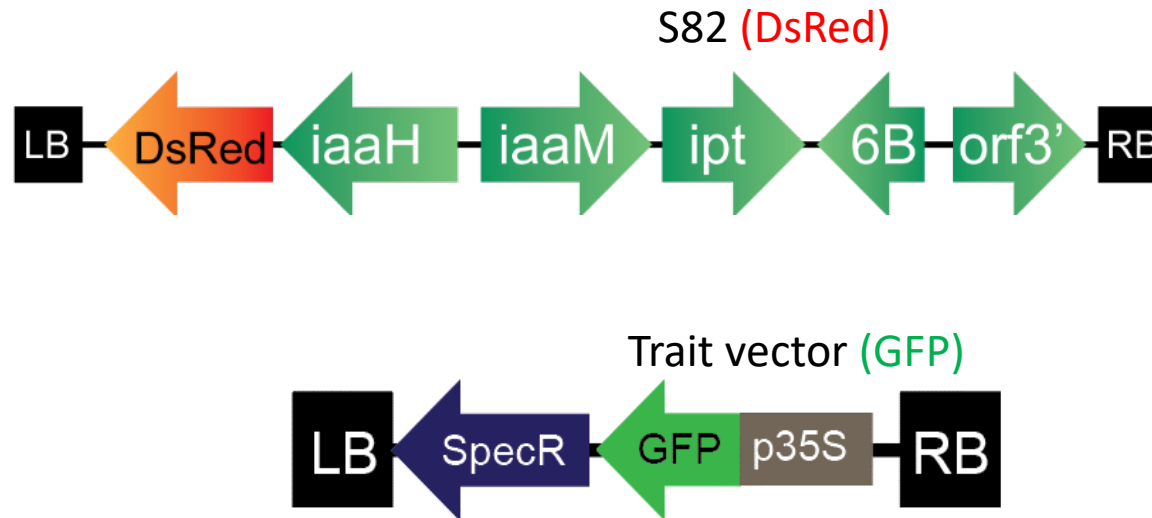 S82 (DsRed)
LB DsRed iaaH iaaM ipt 6B orf3’ RB
Trait vector (GFP)
LB SpecR GFP p35S RB